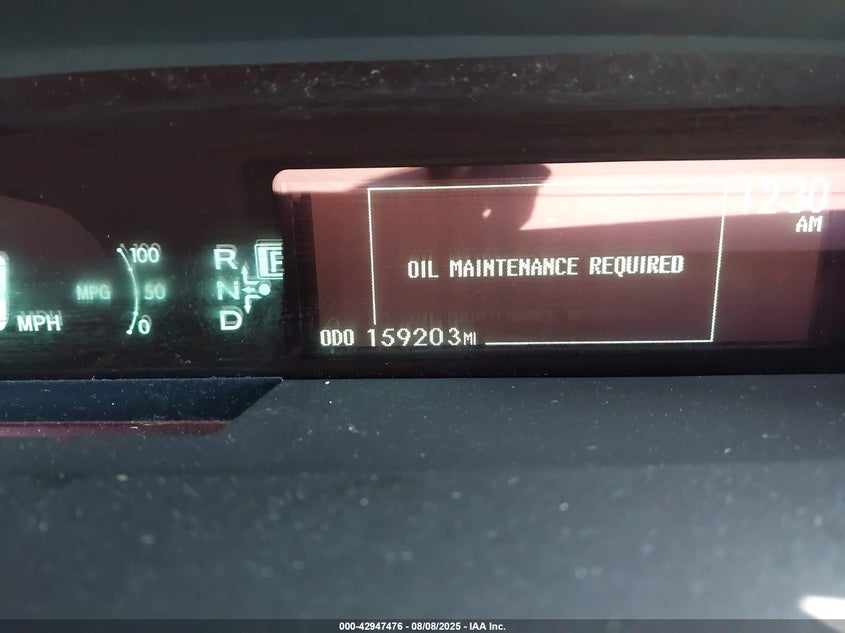 12:30
AM
100
R
MPG 50
N
OIL MAINTENANCE REQUIRED
MPH
0
D
ODO 159203MI
000-42947476 - 08/08/2025 - IAA Inc.